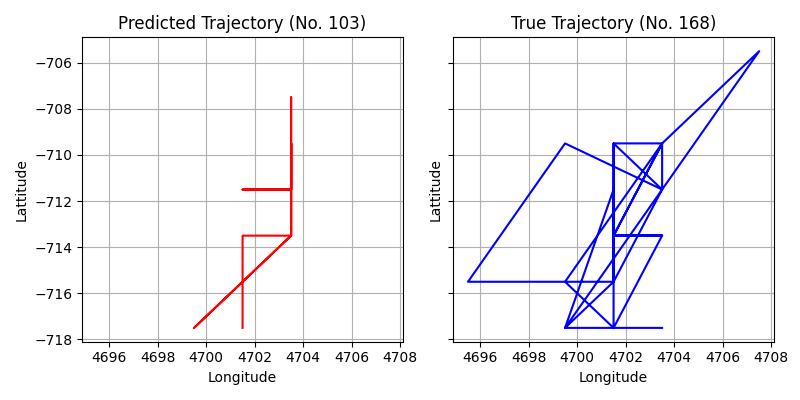 Predicted Trajectory (No. 103)
True Trajectory (No. 168)
−706
−708
−710
−712
−714
−716
−718
Lattitude
Lattitude
4696 4698 4700 4702 4704 4706 4708
4696 4698 4700 4702 4704 4706 4708
Longitude
Longitude